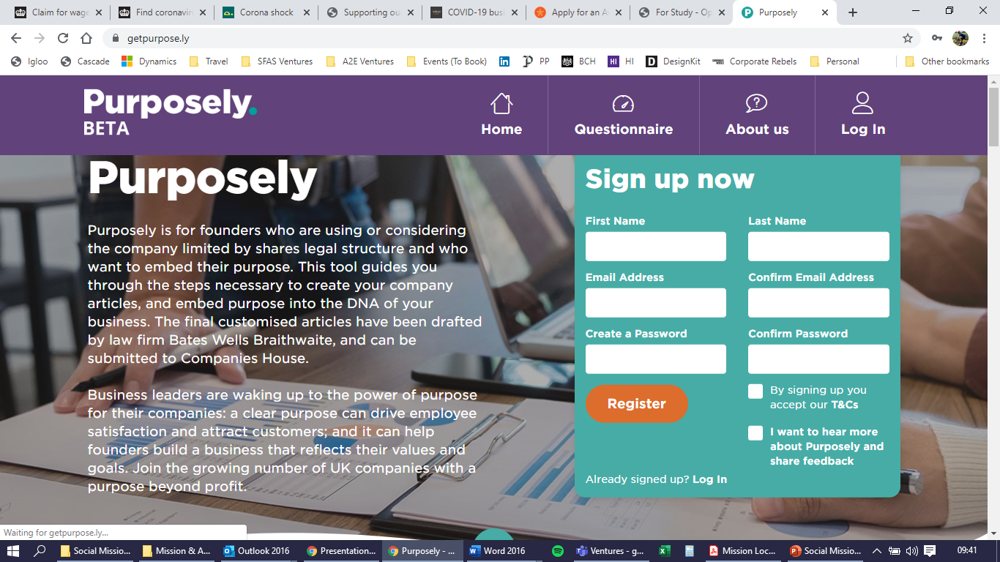 Claim for wage
Find coronavir
Corona shock
Supporting ou
COVID-19 busi
Apply for an A
For Study - Op
Purposely
getpurpose.ly
Igloo
Cascade
Dynamics
Travel
SFAS Ventures
A2E Ventures
Events (To Book)
PP
BCH
HI HI
D DesignKit
Corporate Rebels
Personal
Other bookmarks
Purposely.
BETA
Home
Questionnaire
About us
Log In
Purposely
Purposely is for founders who are using or considering
the company limited by shares legal structure and who
want to embed their purpose. This tool guides you
through the steps necessary to create your company
articles, and embed purpose into the DNA of your
business. The final customised articles have been drafted
by law firm Bates Wells Braithwaite, and can be
submitted to Companies House.
Business leaders are waking up to the power of purpose
for their companies: a clear purpose can drive employee
satisfaction and attract customers; and it can help
founders build a business that reflects their values and
goals. Join the growing number of UK companies with a
purpose beyond profit.
Sign up now
First Name
Last Name
Email Address
Confirm Email Address
Create a Password
Confirm Password
Register
By signing up you
accept our T&Cs
I want to hear more
about Purposely and
share feedback
Already signed up? Log In
Waiting for getpurpose.ly...
Social Missio...
Mission & A...
Outlook 2016
Presentation...
Purposely - ...
Word 2016
Ventures - g...
Mission Loc...
Social Missio...
09:41